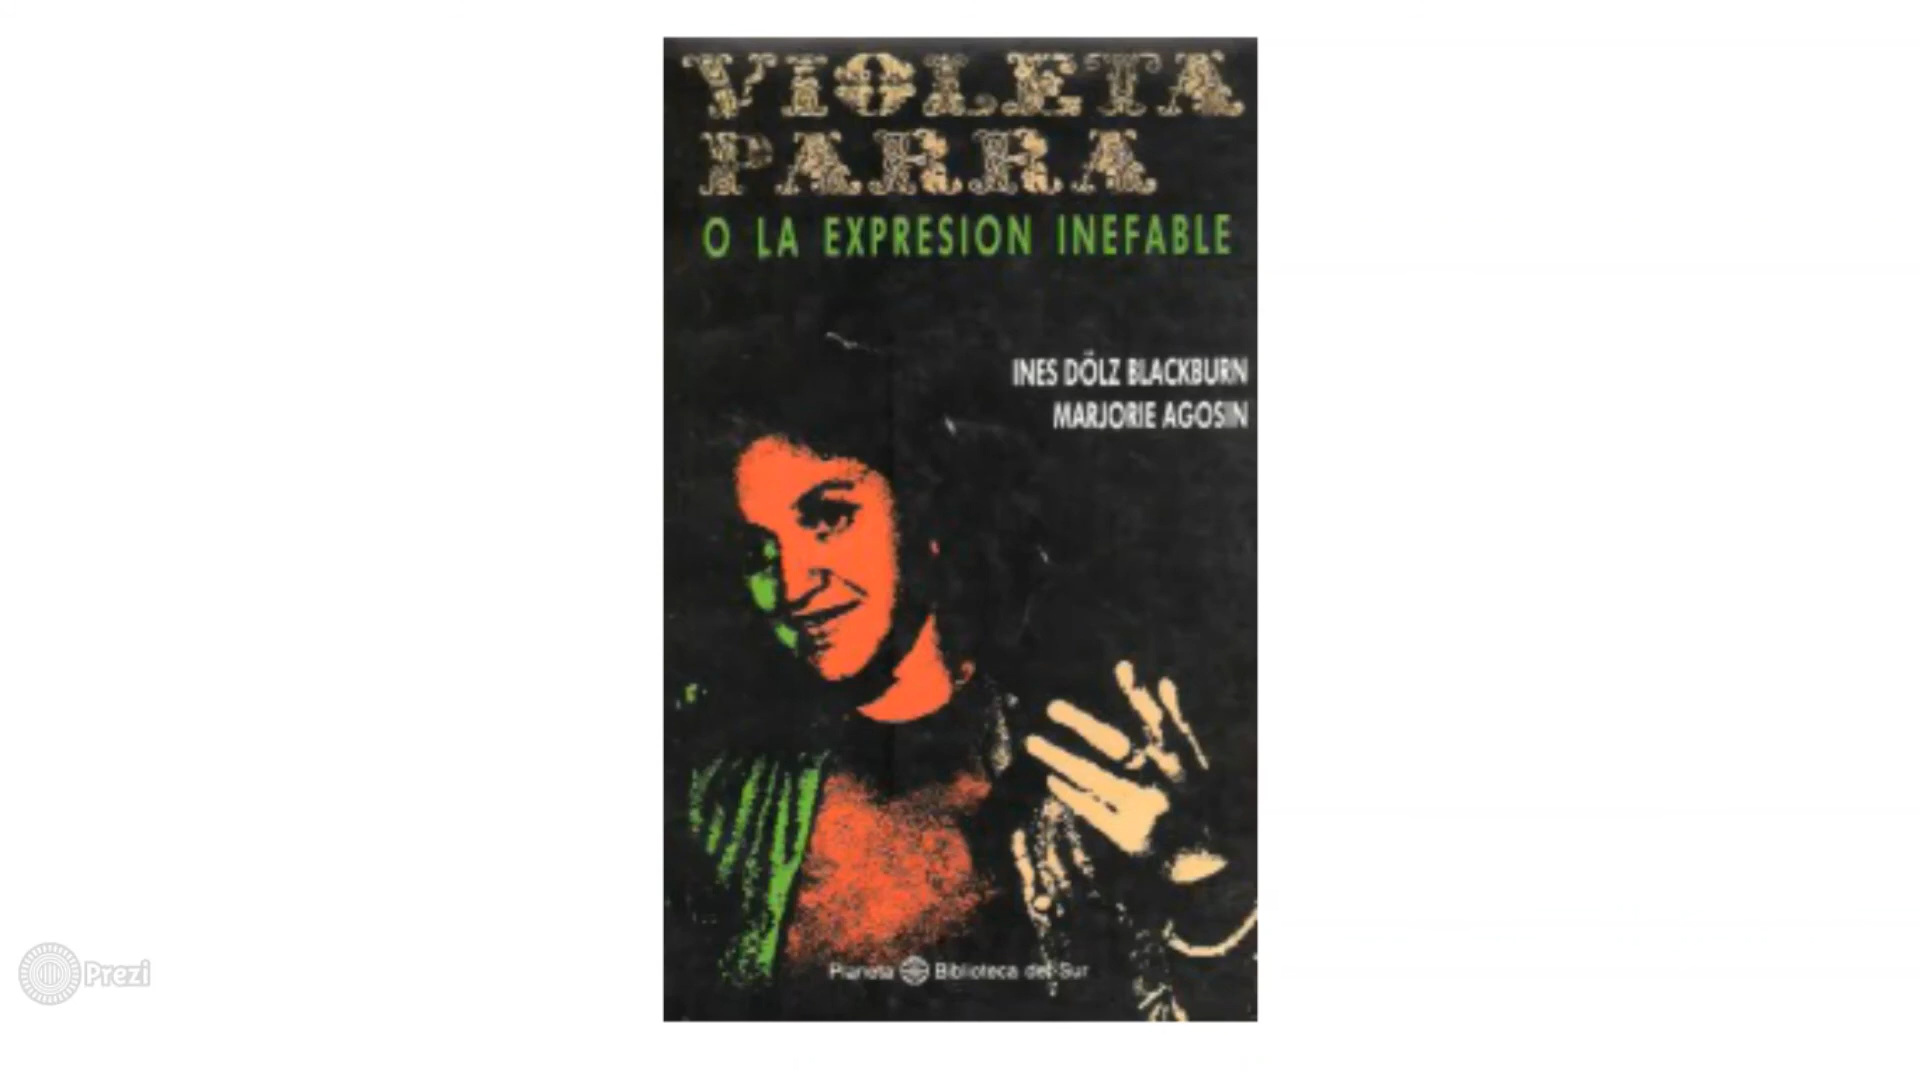 VIOLETA
PARRA
O LA EXPRESION INEFABLE
INES DÖLZ BLACKBURN
MARJORIE AGOSIN
Planeta Biblioteca del Sur
Prezi